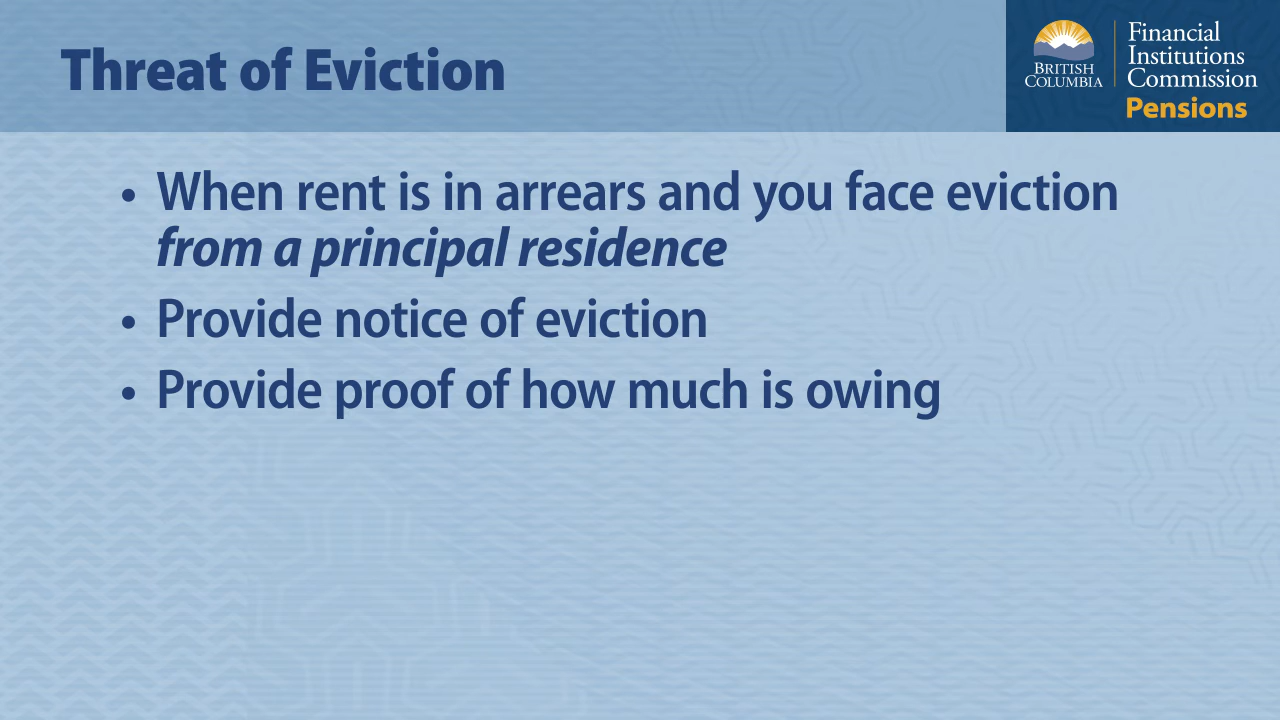 Threat of Eviction
BRITISH
COLUMBIA
Financial
Institutions
Commission
Pensions
• When rent is in arrears and you face eviction
from a principal residence
• Provide notice of eviction
• Provide proof of how much is owing